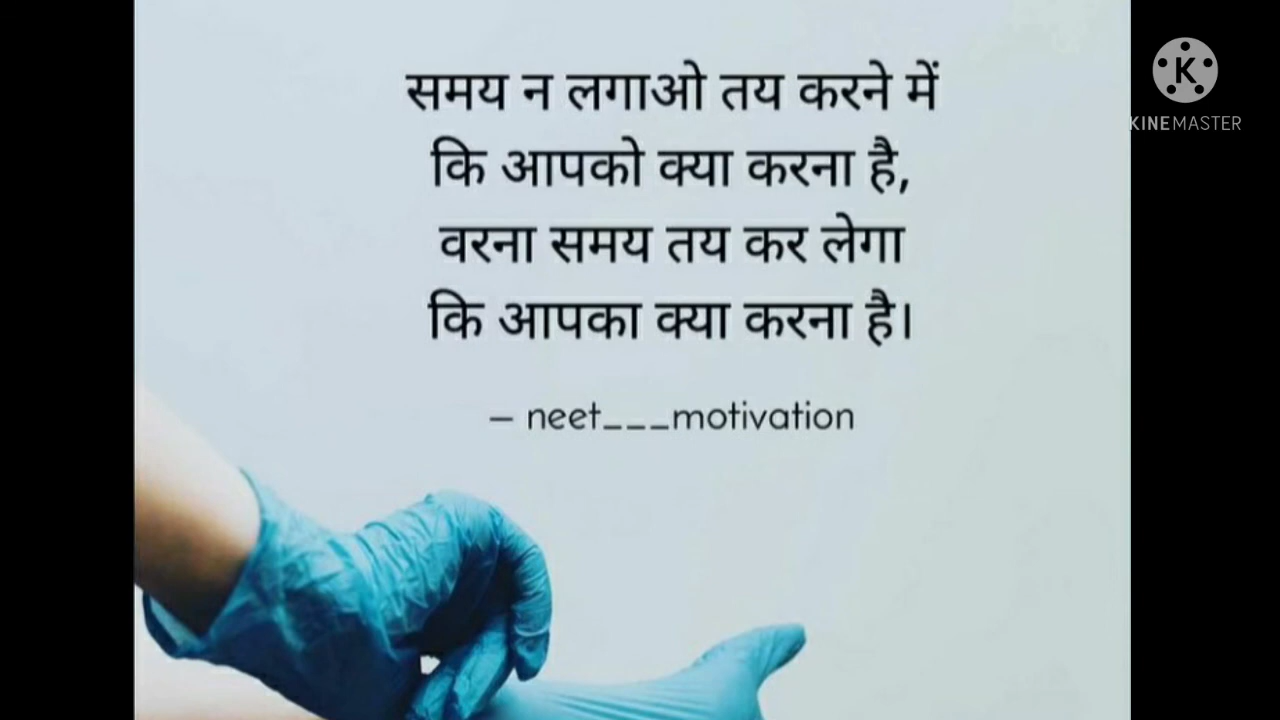 समय न लगाओ तय करने में
कि आपको क्या करना है,
वरना समय तय कर लेगा
कि आपका क्या करना है।
– neet___motivation
K
KINEMASTER